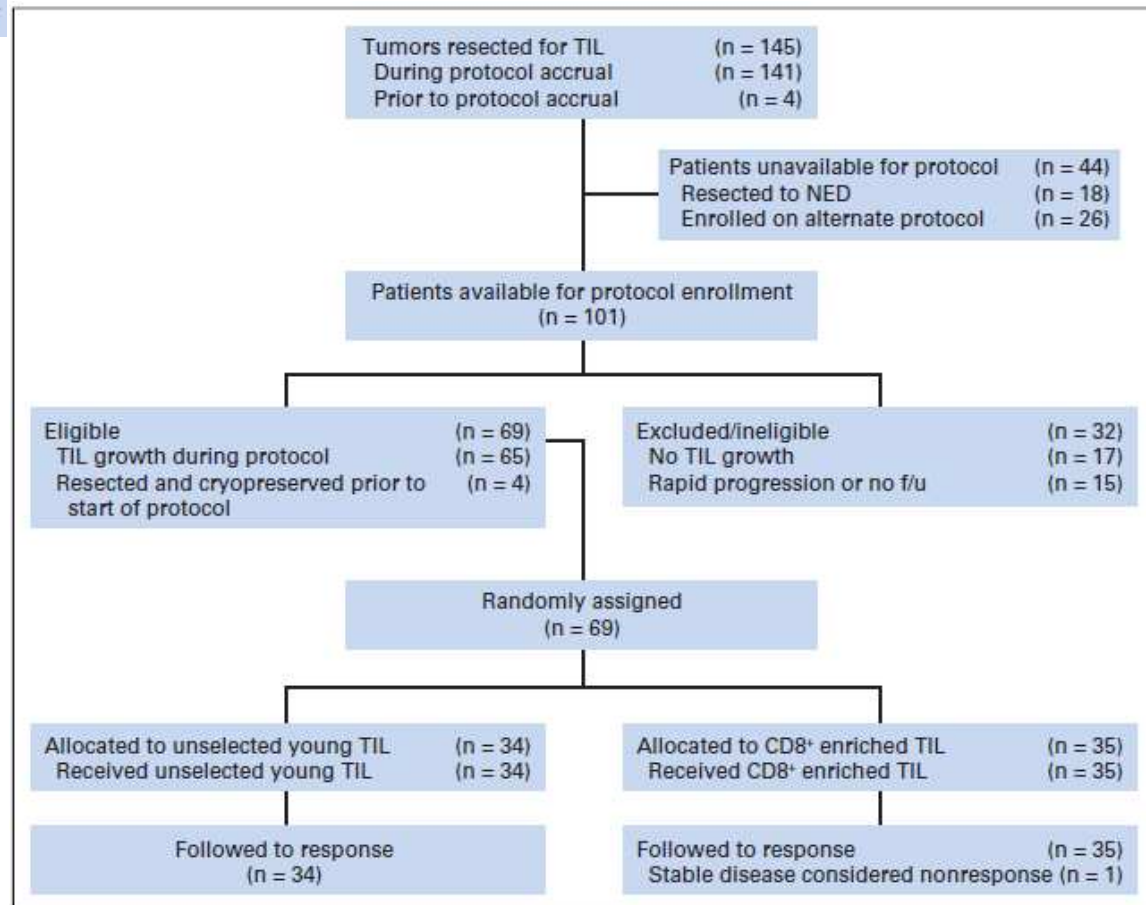 Tumors resected for TIL (n = 145)
During protocol accrual (n = 141)
Prior to protocol accrual (n = 4)
Patients unavailable for protocol (n = 44)
Resected to NED (n = 18)
Enrolled on alternate protocol (n = 26)
Patients available for protocol enrollment
(n = 101)
Eligible (n = 69)
TIL growth during protocol (n = 65)
Resected and cryopreserved prior to (n = 4)
start of protocol
Excluded/ineligible (n = 32)
No TIL growth (n = 17)
Rapid progression or no f/u (n = 15)
Randomly assigned
(n = 69)
Allocated to unselected young TIL (n = 34)
Received unselected young TIL (n = 34)
Allocated to CD8⁺ enriched TIL (n = 35)
Received CD8⁺ enriched TIL (n = 35)
Followed to response
(n = 34)
Followed to response (n = 35)
Stable disease considered nonresponse (n = 1)